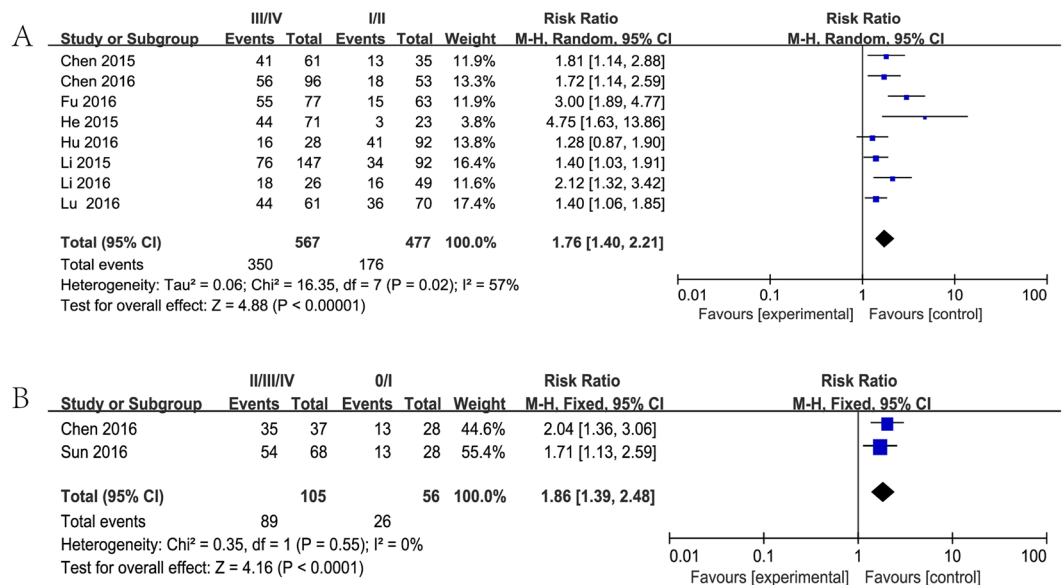 A
III/IV I/II Risk Ratio Risk Ratio
Study or Subgroup Events Total Events Total Weight M-H, Random, 95% CI M-H, Random, 95% CI
Chen 2015 41 61 13 35 11.9% 1.81 [1.14, 2.88]
Chen 2016 56 96 18 53 13.3% 1.72 [1.14, 2.59]
Fu 2016 55 77 15 63 11.9% 3.00 [1.89, 4.77]
He 2015 44 71 3 23 3.8% 4.75 [1.63, 13.86]
Hu 2016 16 28 41 92 13.8% 1.28 [0.87, 1.90]
Li 2015 76 147 34 92 16.4% 1.40 [1.03, 1.91]
Li 2016 18 26 16 49 11.6% 2.12 [1.32, 3.42]
Lu 2016 44 61 36 70 17.4% 1.40 [1.06, 1.85]
Total (95% CI) 567 477 100.0% 1.76 [1.40, 2.21]
Total events 350 176
Heterogeneity: Tau² = 0.06; Chi² = 16.35, df = 7 (P = 0.02); I² = 57%
Test for overall effect: Z = 4.88 (P < 0.00001)
0.01 0.1 1 10 100
Favours [experimental] Favours [control]
B
II/III/IV 0/I Risk Ratio Risk Ratio
Study or Subgroup Events Total Events Total Weight M-H, Fixed, 95% CI M-H, Fixed, 95% CI
Chen 2016 35 37 13 28 44.6% 2.04 [1.36, 3.06]
Sun 2016 54 68 13 28 55.4% 1.71 [1.13, 2.59]
Total (95% CI) 105 56 100.0% 1.86 [1.39, 2.48]
Total events 89 26
Heterogeneity: Chi² = 0.35, df = 1 (P = 0.55); I² = 0%
Test for overall effect: Z = 4.16 (P < 0.0001)
0.01 0.1 1 10 100
Favours [experimental] Favours [control]